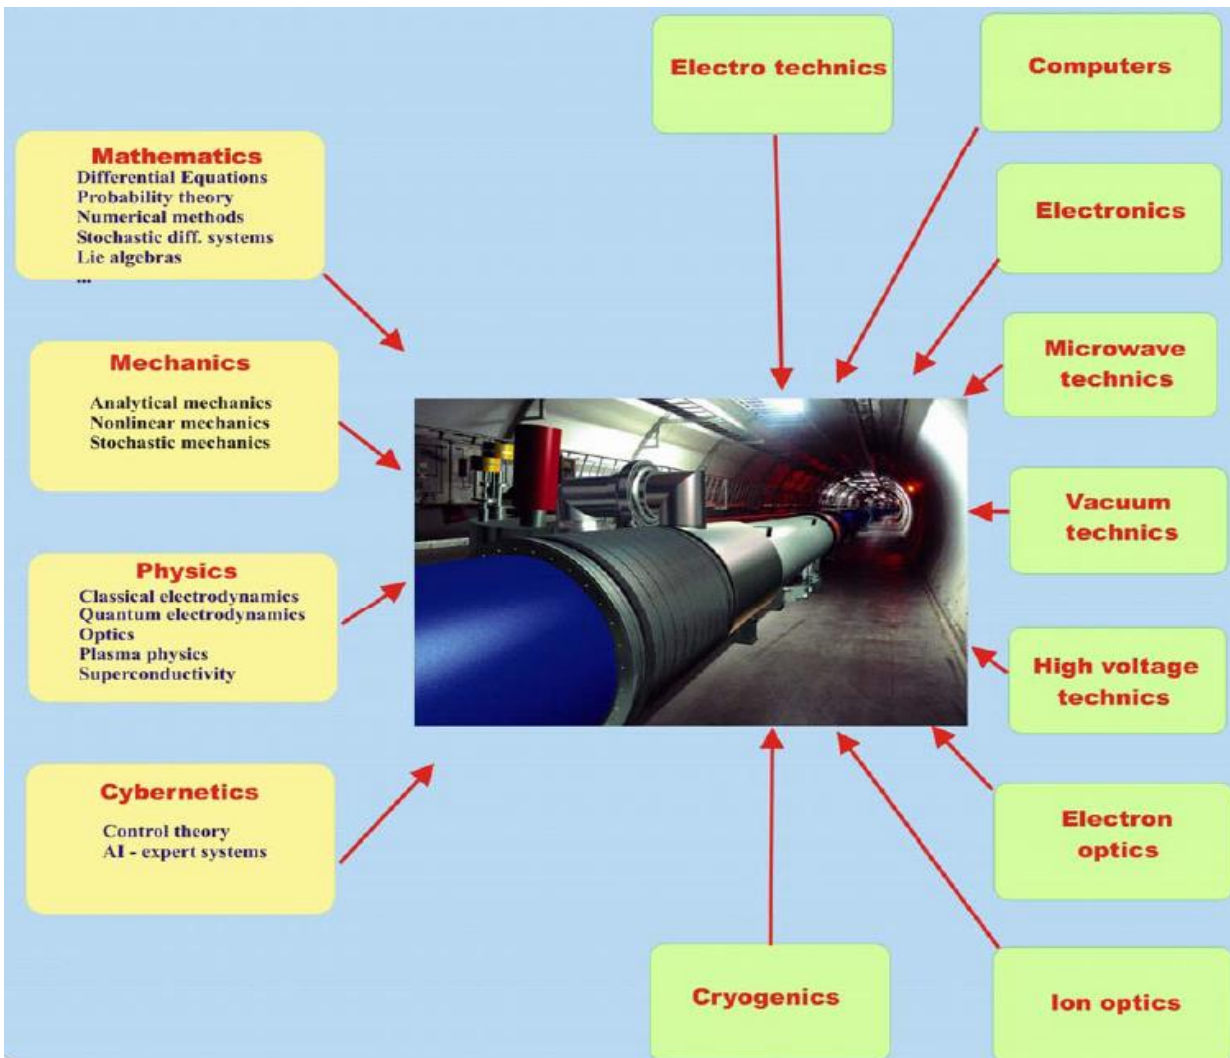 Electro technics
Computers
Mathematics
Differential Equations
Probability theory
Numerical methods
Stochastic diff. systems
Lie algebras
...
Electronics
Mechanics
Analytical mechanics
Nonlinear mechanics
Stochastic mechanics
Microwave
technics
Vacuum
technics
Physics
Classical electrodynamics
Quantum electrodynamics
Optics
Plasma physics
Superconductivity
High voltage
technics
Cybernetics
Control theory
AI - expert systems
Electron
optics
Cryogenics
Ion optics